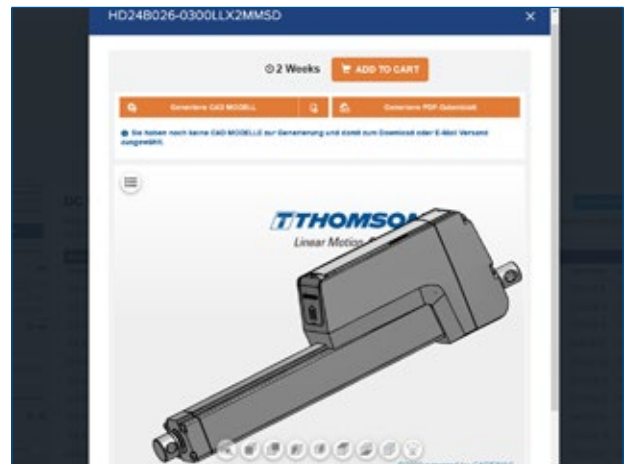 HD24B026-0300LLX2MMSD
2 Weeks ADD TO CART
Generiere CAD MODELL Generiere PDF-Datenblatt
Sie haben noch keine CAD MODELLE zur Generierung und damit zum Download oder E-Mail Versand
ausgewählt.
THOMSON
Linear Motion
DC